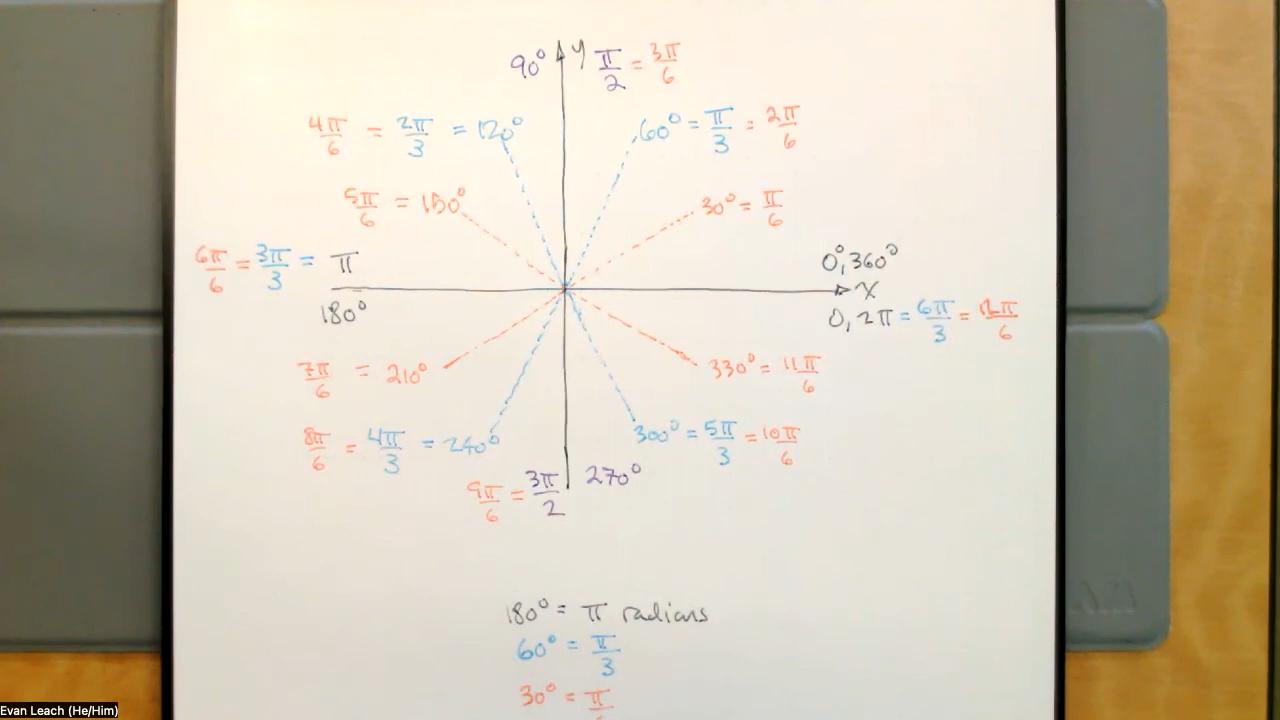 90° y π/2 = 3π/6
4π/6 = 2π/3 = 120°
60° = π/3 = 2π/6
5π/6 = 150°
30° = π/6
6π/6 = 3π/3 = π
0°, 360°
180°
x
0, 2π = 6π/3 = 12π/6
7π/6 = 210°
330° = 11π/6
8π/6 = 4π/3 = 240°
300° = 5π/3 = 10π/6
9π/6 = 3π/2 270°
180° = π radians
60° = π/3
30° = π/6
Evan Leach (He/Him)